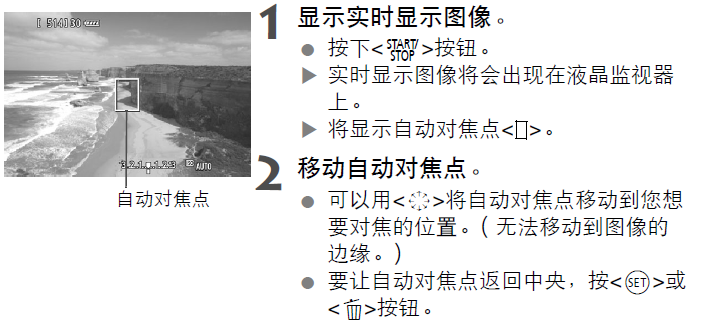 [ 514] 30
3..2..1..▪..1..2..3 AUTO
自动对焦点
1 显示实时显示图像。
● 按下<START/STOP>按钮。
▶ 实时显示图像将会出现在液晶监视器
上。
▶ 将显示自动对焦点< >。
2 移动自动对焦点。
● 可以用< >将自动对焦点移动到您想
要对焦的位置。( 无法移动到图像的
边缘。)
● 要让自动对焦点返回中央，按<SET>或
< >按钮。